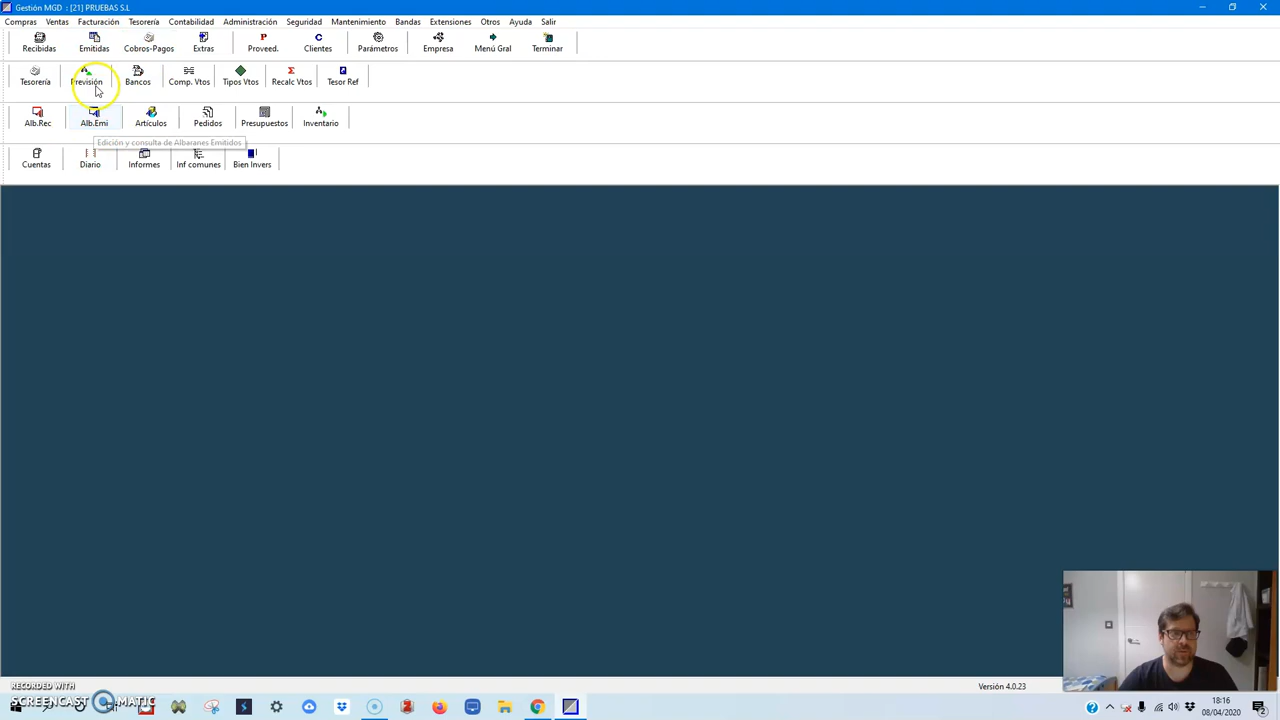 Gestión MGD : [21] PRUEBAS S.L
Compras Ventas Facturación Tesorería Contabilidad Administración Seguridad Mantenimiento Bandas Extensiones Otros Ayuda Salir
Recibidas Emitidas Cobros-Pagos Extras Proveed. Clientes Parámetros Empresa Menú Gral Terminar
Tesorería Previsión Bancos Comp. Vtos Tipos Vtos Recalc Vtos Tesor Ref
Alb.Rec Alb.Emi Artículos Pedidos Presupuestos Inventario
Edición y consulta de Albaranes Emitidos
Cuentas Diario Informes Inf comunes Bien Invers
Versión 4.0.23
RECORDED WITH
SCREENCAST MATIC
18:16
08/04/2020